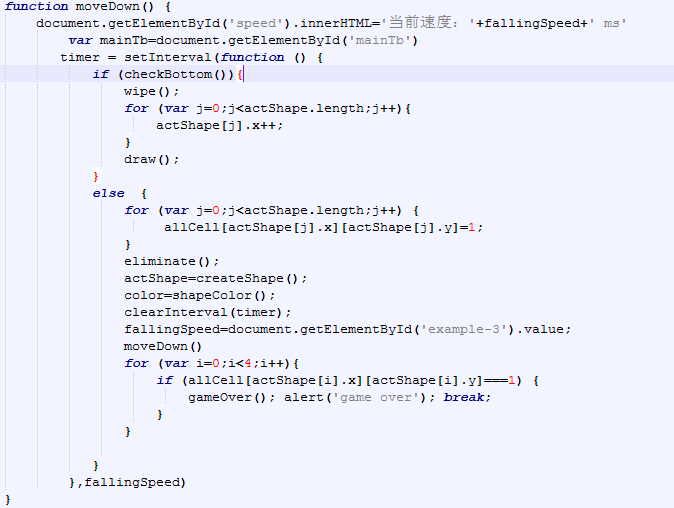 function moveDown() {
    document.getElementById('speed').innerHTML='当前速度: '+fallingSpeed+' ms'
        var mainTb=document.getElementById('mainTb')
       timer = setInterval(function () {
           if (checkBottom()){
               wipe();
               for (var j=0;j<actShape.length;j++){
                   actShape[j].x++;
               }
               draw();
           }
           else  {
               for (var j=0;j<actShape.length;j++) {
                    allCell[actShape[j].x][actShape[j].y]=1;
               }
               eliminate();
               actShape=createShape();
               color=shapeColor();
               clearInterval(timer);
               fallingSpeed=document.getElementById('example-3').value;
               moveDown()
               for (var i=0;i<4;i++){
                   if (allCell[actShape[i].x][actShape[i].y]===1) {
                       gameOver(); alert('game over'); break;
                   }
               }
           }
        },fallingSpeed)
}